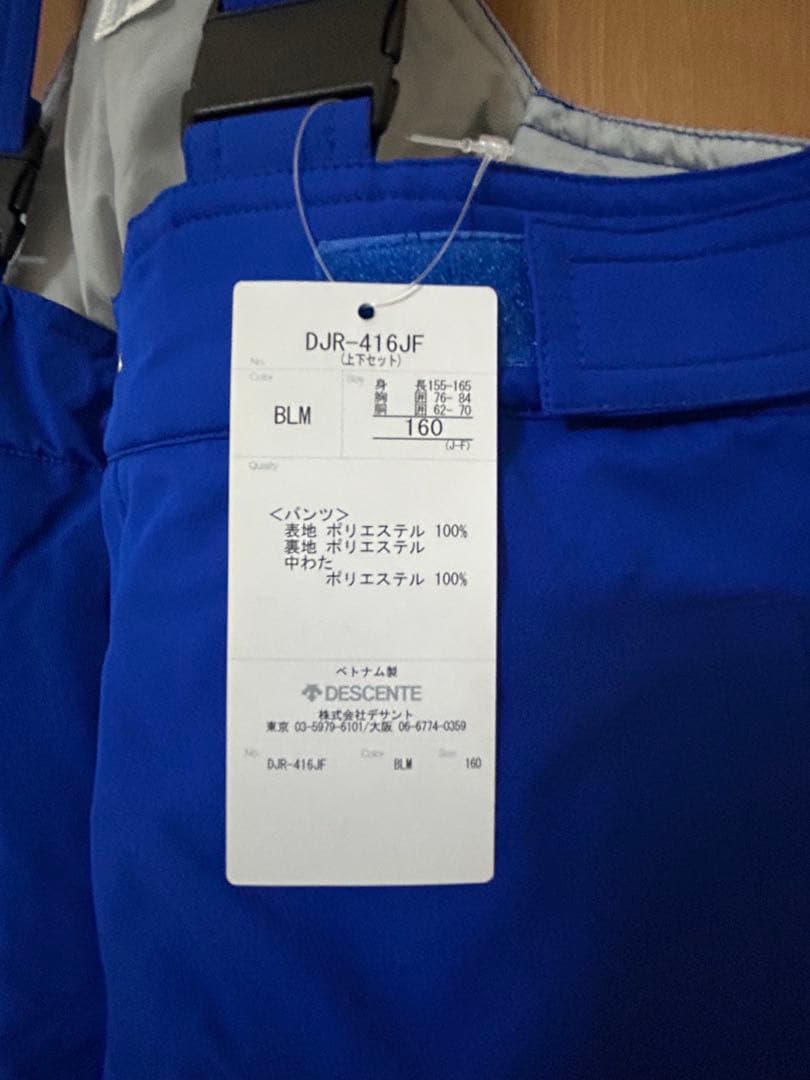 DJR-416JF
No.
(上下セット)
Color
BLM
Size
身 長155-165
胸 囲 76- 84
胴 囲 62- 70
160
(J-F)
Quality
＜パンツ＞
表地 ポリエステル 100%
裏地 ポリエステル
中わた
ポリエステル 100%
ベトナム製
DESCENTE
株式会社デサント
東京 03-5979-6101/大阪 06-6774-0359
No. Color Size
DJR-416JF BLM 160